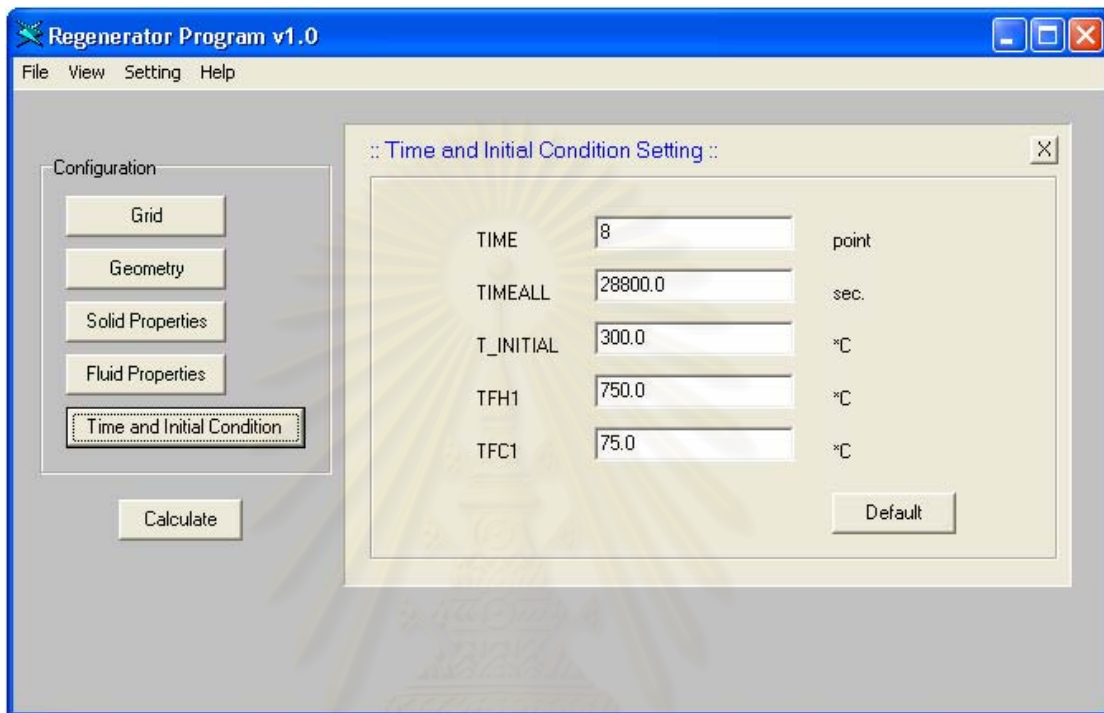 Regenerator Program v1.0
File View Setting Help
Configuration
Grid
Geometry
Solid Properties
Fluid Properties
Time and Initial Condition
Calculate
:: Time and Initial Condition Setting ::
X
TIME 8 point
TIMEALL 28800.0 sec.
T_INITIAL 300.0 *C
TFH1 750.0 *C
TFC1 75.0 *C
Default